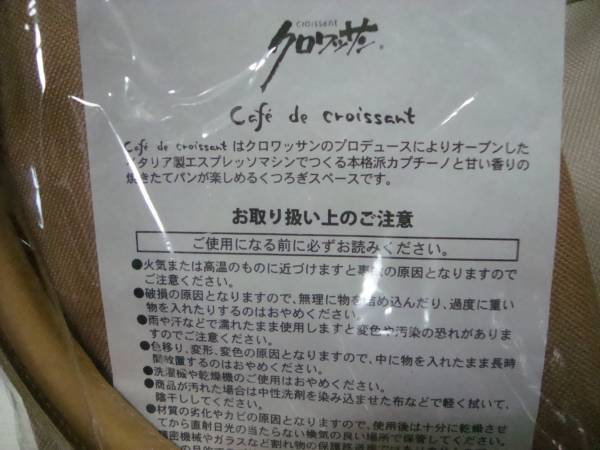 croissant
クロワッサン
Café de croissant
Café de croissant はクロワッサンのプロデュースによりオープンした
イタリア製エスプレッソマシンでつくる本格派カプチーノと甘い香りの
焼きたてパンが楽しめるくつろぎスペースです。
お取り扱い上のご注意
ご使用になる前に必ずお読みください。
●火気または高温のものに近づけますと事故の原因となりますので
ご注意ください。
●破損の原因となりますので、無理に物を詰め込んだり、過度に重い
物を入れたりするのはおやめください。
●雨や汗などで濡れたまま使用しますと変色や汚染の恐れがありま
すのでご注意ください。
●色移り、変形、変色の原因となりますので、中に物を入れたまま長時
間放置するのはおやめください。
●洗濯機や乾燥機のご使用はおやめください。
●商品が汚れた場合は中性洗剤を染み込ませた布などで軽く拭いて、
陰干ししてください。
●材質の劣化やカビの原因となりますので、使用後は十分に乾燥させ
てから直射日光の当たらない換気の良い場所で保管してください。
精密機械やガラスなど割れ物の保護